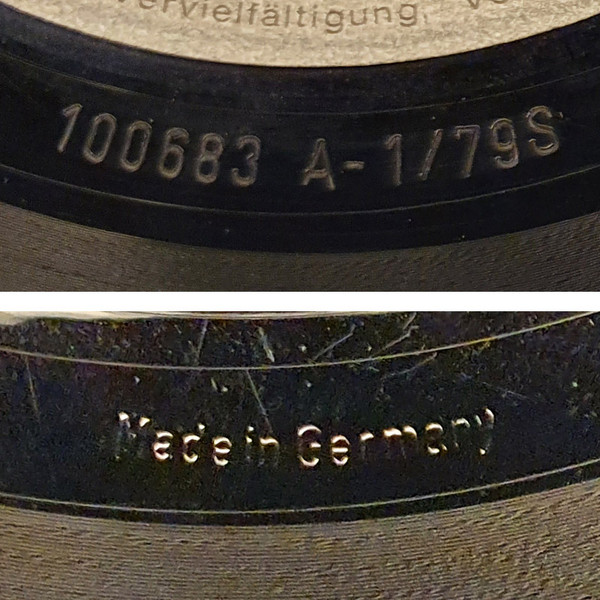 vervielfältigung,
100683 A-1/79S
Made in Germany